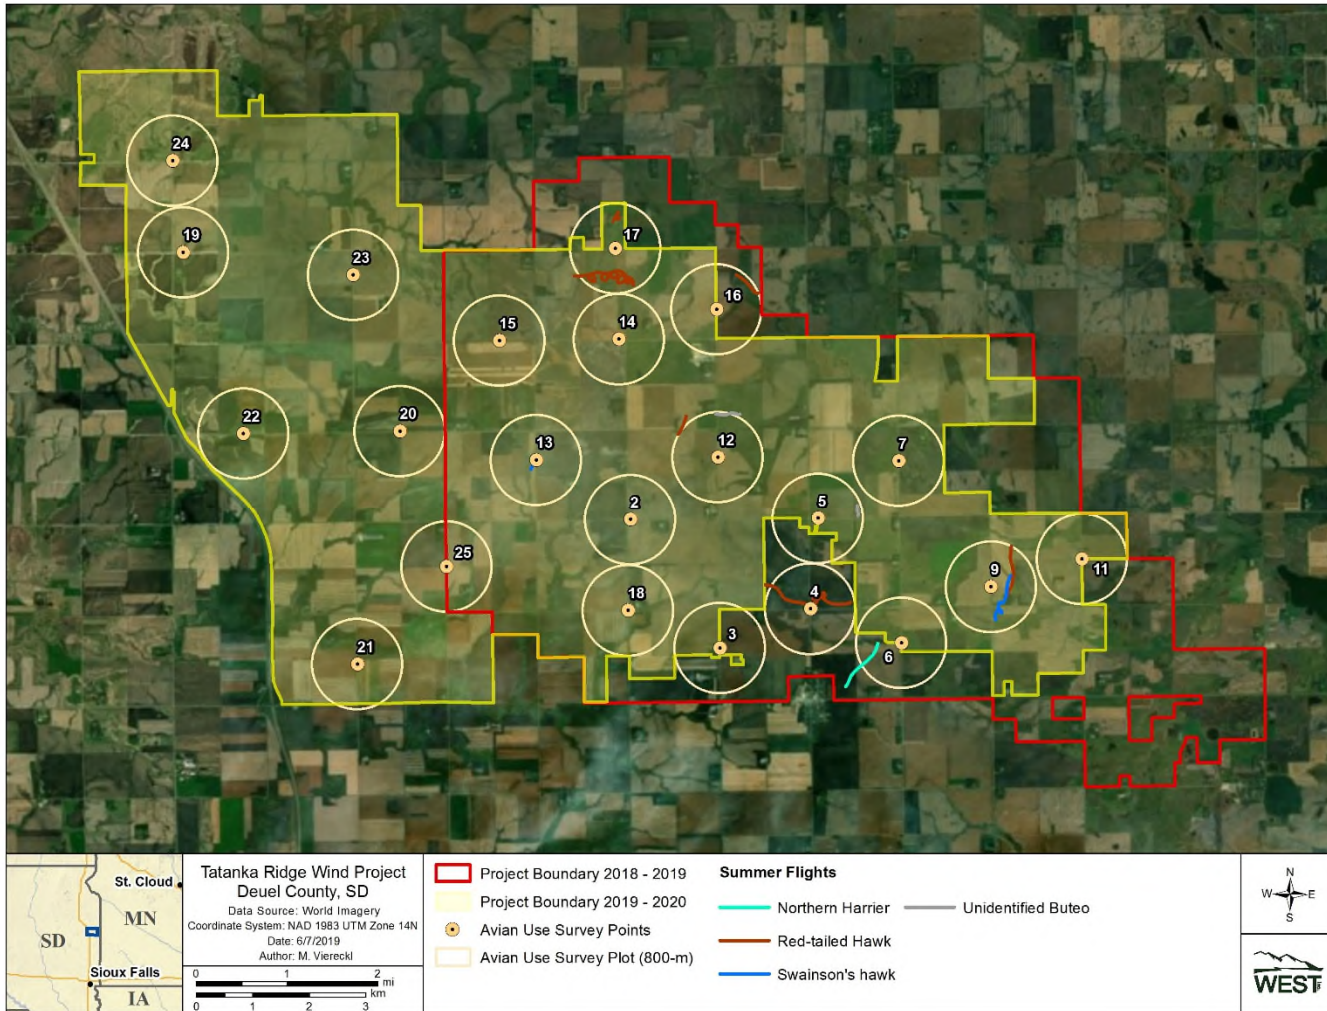 24
19
23
17
16
15
14
22
20
13
12
7
2
5
25
9
11
18
4
3
6
21
St. Cloud
MN
SD
Sioux Falls
IA
Tatanka Ridge Wind Project
Deuel County, SD
Data Source: World Imagery
Coordinate System: NAD 1983 UTM Zone 14N
Date: 6/7/2019
Author: M. Viereckl
0 1 2
mi
km
0 1 2 3
Project Boundary 2018 - 2019
Project Boundary 2019 - 2020
Avian Use Survey Points
Avian Use Survey Plot (800-m)
Summer Flights
Northern Harrier
Unidentified Buteo
Red-tailed Hawk
Swainson's hawk
N
W E
S
WEST